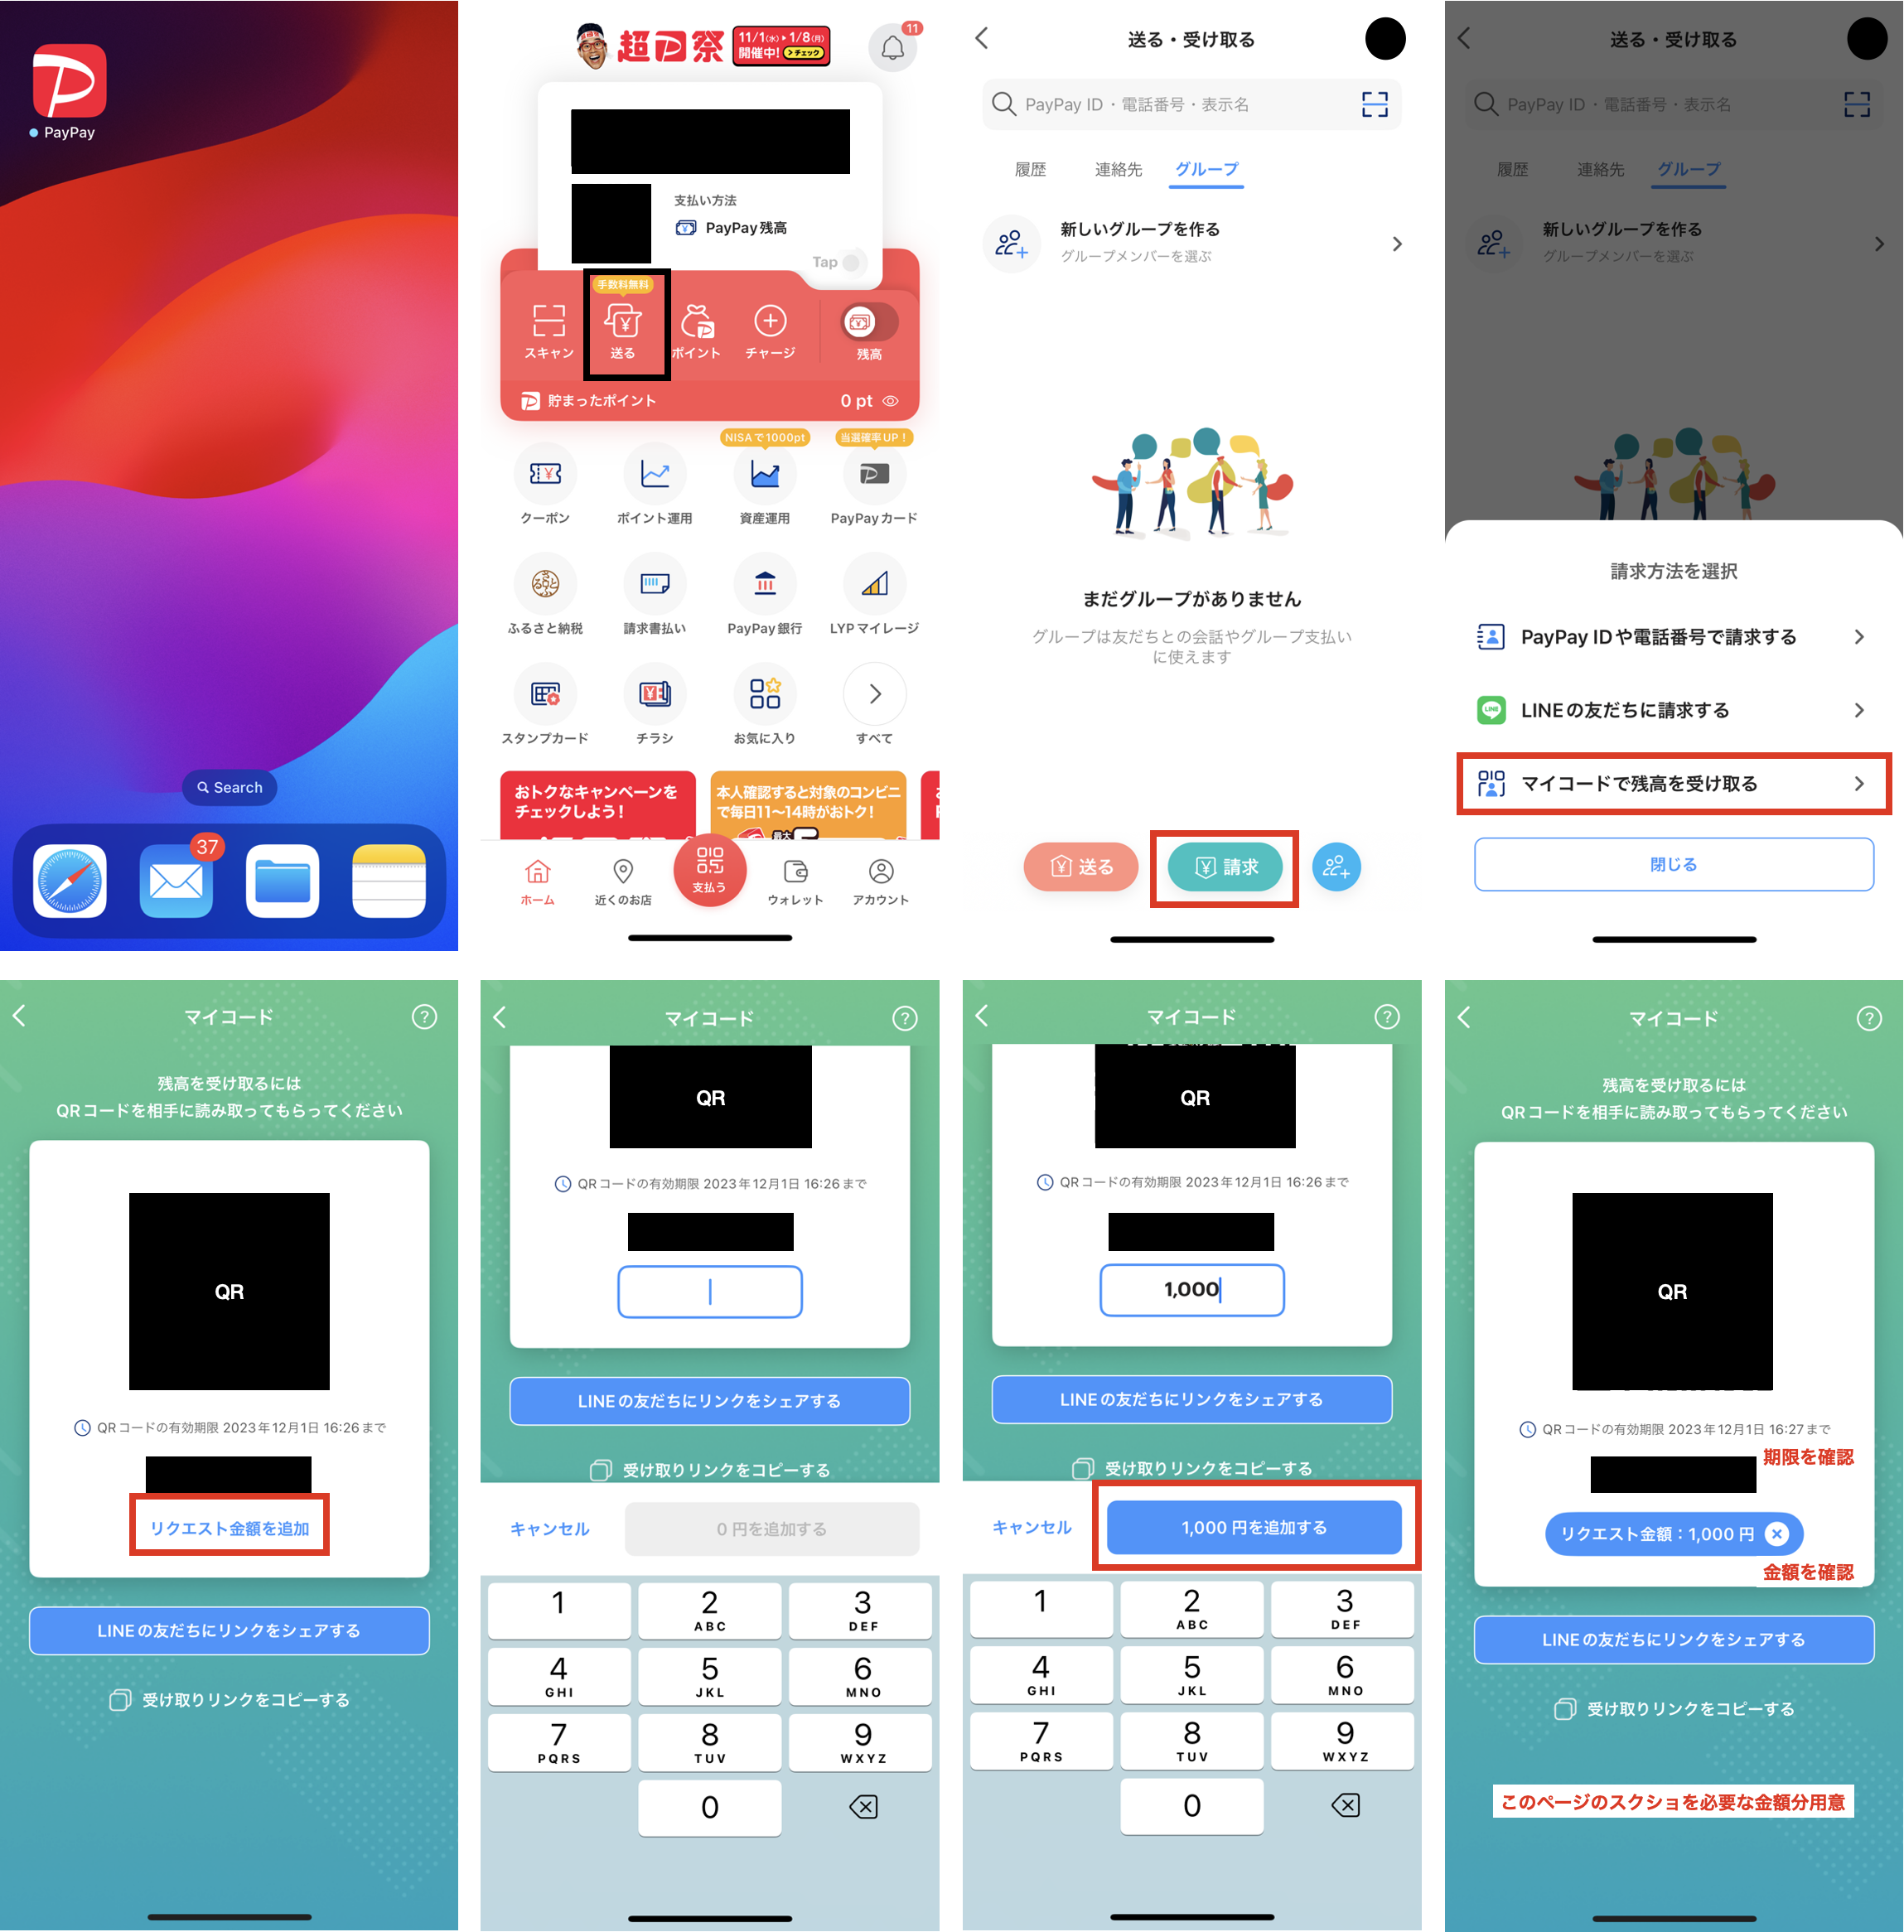 PayPay
Search
37
超P祭
11/1(水)▸1/8(月)
開催中!
>チェック
11
支払い方法
PayPay残高
Tap
手数料無料
スキャン
送る
ポイント
チャージ
残高
貯まったポイント
0 pt
NISAで1000pt
当選確率UP！
クーポン
ポイント運用
資産運用
PayPayカード
ふるさと納税
請求書払い
PayPay銀行
LYPマイレージ
スタンプカード
チラシ
お気に入り
すべて
おトクなキャンペーンを
チェックしよう！
本人確認すると対象のコンビニ
で毎日11〜14時がおトク！
最大
ホーム
近くのお店
支払う
ウォレット
アカウント
送る・受け取る
PayPay ID・電話番号・表示名
履歴
連絡先
グループ
新しいグループを作る
グループメンバーを選ぶ
まだグループがありません
グループは友だちとの会話やグループ支払い
に使えます
送る
請求
送る・受け取る
PayPay ID・電話番号・表示名
履歴
連絡先
グループ
新しいグループを作る
グループメンバーを選ぶ
請求方法を選択
PayPay IDや電話番号で請求する
LINE
LINEの友だちに請求する
マイコードで残高を受け取る
閉じる
マイコード
?
残高を受け取るには
QRコードを相手に読み取ってもらってください
QR
QRコードの有効期限 2023年12月1日 16:26まで
リクエスト金額を追加
LINEの友だちにリンクをシェアする
受け取りリンクをコピーする
マイコード
?
QR
QRコードの有効期限 2023年12月1日 16:26まで
LINEの友だちにリンクをシェアする
受け取りリンクをコピーする
キャンセル
0 円を追加する
1
2
ABC
3
DEF
4
GHI
5
JKL
6
MNO
7
PQRS
8
TUV
9
WXYZ
0
マイコード
?
QR
QRコードの有効期限 2023年12月1日 16:26まで
1,000
LINEの友だちにリンクをシェアする
受け取りリンクをコピーする
キャンセル
1,000 円を追加する
1
2
ABC
3
DEF
4
GHI
5
JKL
6
MNO
7
PQRS
8
TUV
9
WXYZ
0
マイコード
?
残高を受け取るには
QRコードを相手に読み取ってもらってください
QR
QRコードの有効期限 2023年12月1日 16:27まで
期限を確認
リクエスト金額：1,000 円
金額を確認
LINEの友だちにリンクをシェアする
受け取りリンクをコピーする
このページのスクショを必要な金額分用意